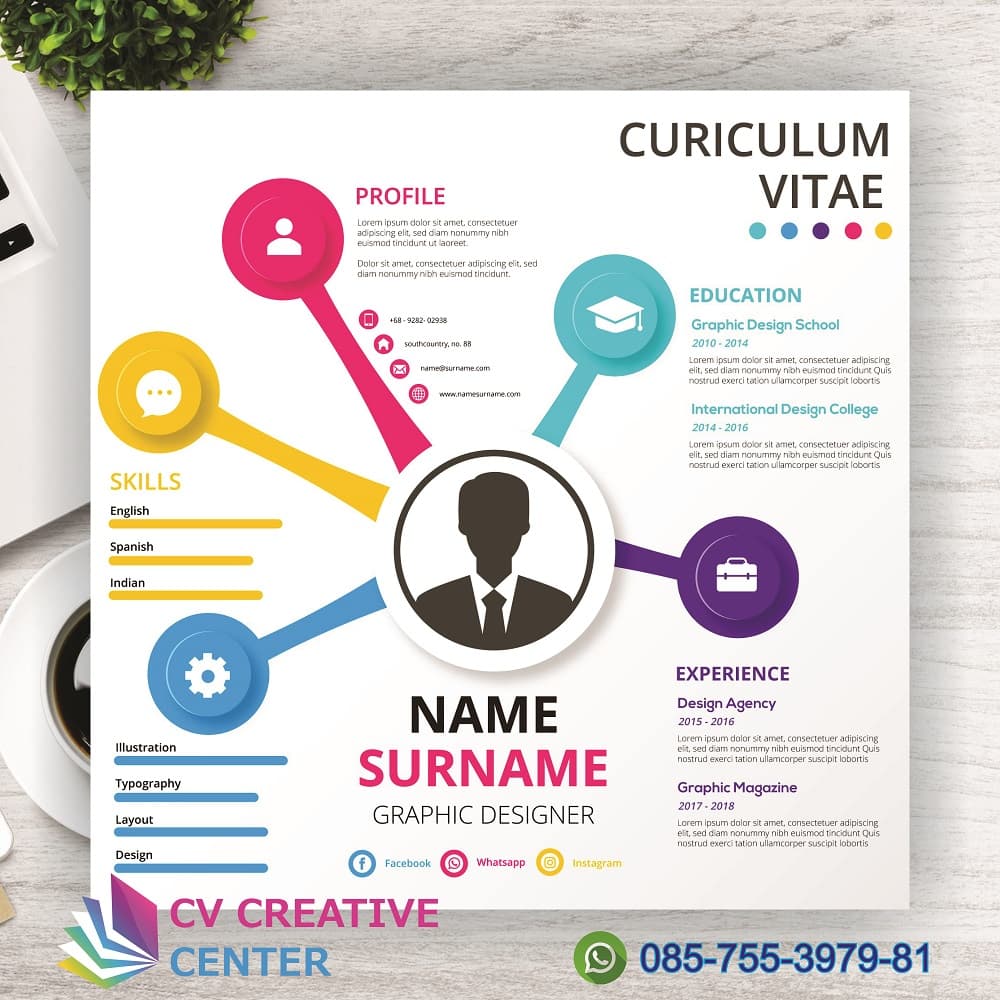 CURICULUM
VITAE
PROFILE
Lorem ipsum dolor sit amet, consectetuer
adipiscing elit, sed diam nonummy nibh
euismod tincidunt ut laoreet.
Dolor sit amet, consectetuer adipiscing elit, sed
diam nonummy nibh euismod tincidunt.
+68 - 9282- 02938
southcountry, no. 88
name@surname.com
www.namesurname.com
EDUCATION
Graphic Design School
2010 - 2014
Lorem ipsum dolor sit amet, consectetuer adipiscing
elit, sed diam nonummy nibh euismod tincidunt Quis
nostrud exerci tation ullamcorper suscipit lobortis
International Design College
2014 - 2016
Lorem ipsum dolor sit amet, consectetuer adipiscing
elit, sed diam nonummy nibh euismod tincidunt Quis
nostrud exerci tation ullamcorper suscipit lobortis
SKILLS
English
Spanish
Indian
Illustration
Typography
Layout
Design
EXPERIENCE
Design Agency
2015 - 2016
Lorem ipsum dolor sit amet, consectetuer adipiscing
elit, sed diam nonummy nibh euismod tincidunt Quis
nostrud exerci tation ullamcorper suscipit lobortis
Graphic Magazine
2017 - 2018
Lorem ipsum dolor sit amet, consectetuer adipiscing
elit, sed diam nonummy nibh euismod tincidunt Quis
nostrud exerci tation ullamcorper suscipit lobortis
NAME
SURNAME
GRAPHIC DESIGNER
Facebook
Whatsapp
Instagram
CV CREATIVE
CENTER
085-755-3979-81